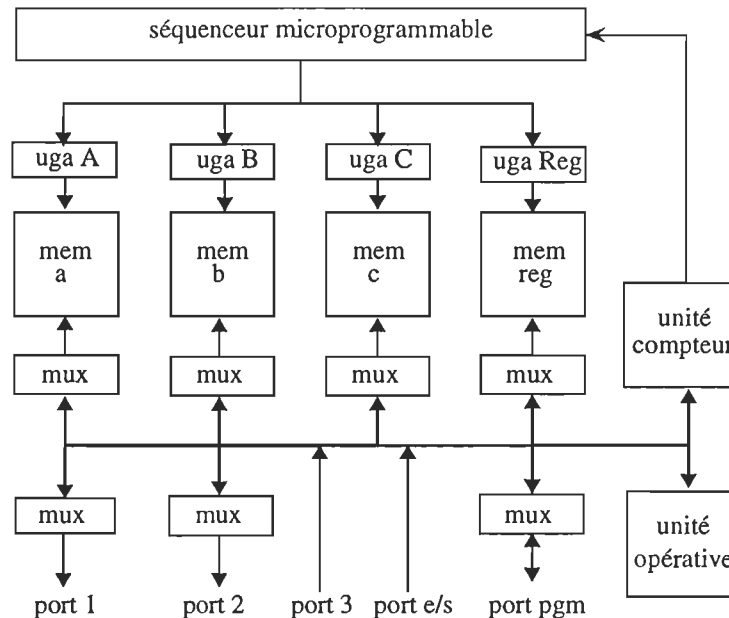 séquenceur microprogrammable
uga A
uga B
uga C
uga Reg
mem
a
mem
b
mem
c
mem
reg
unité
compteur
mux
mux
mux
mux
mux
mux
mux
unité
opérative
port 1
port 2
port 3
port e/s
port pgm